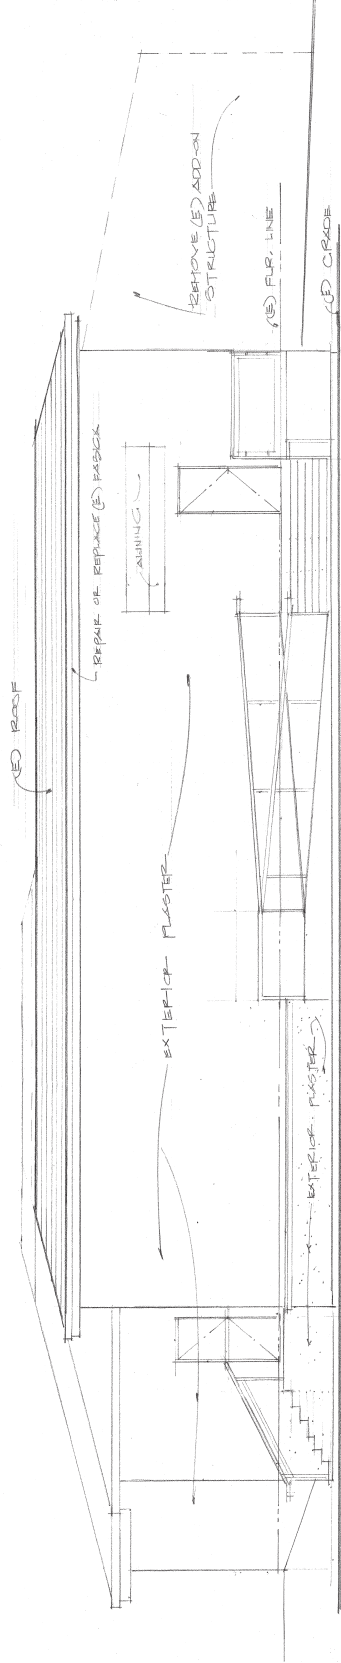 (E) ROOF
REPAIR OR REPLACE (E) FASCIA
AWNING
EXTERIOR PLASTER
REMOVE (E) ADD-ON
STRUCTURE
(E) FLR. LINE
(E) GRADE
EXTERIOR PLASTER